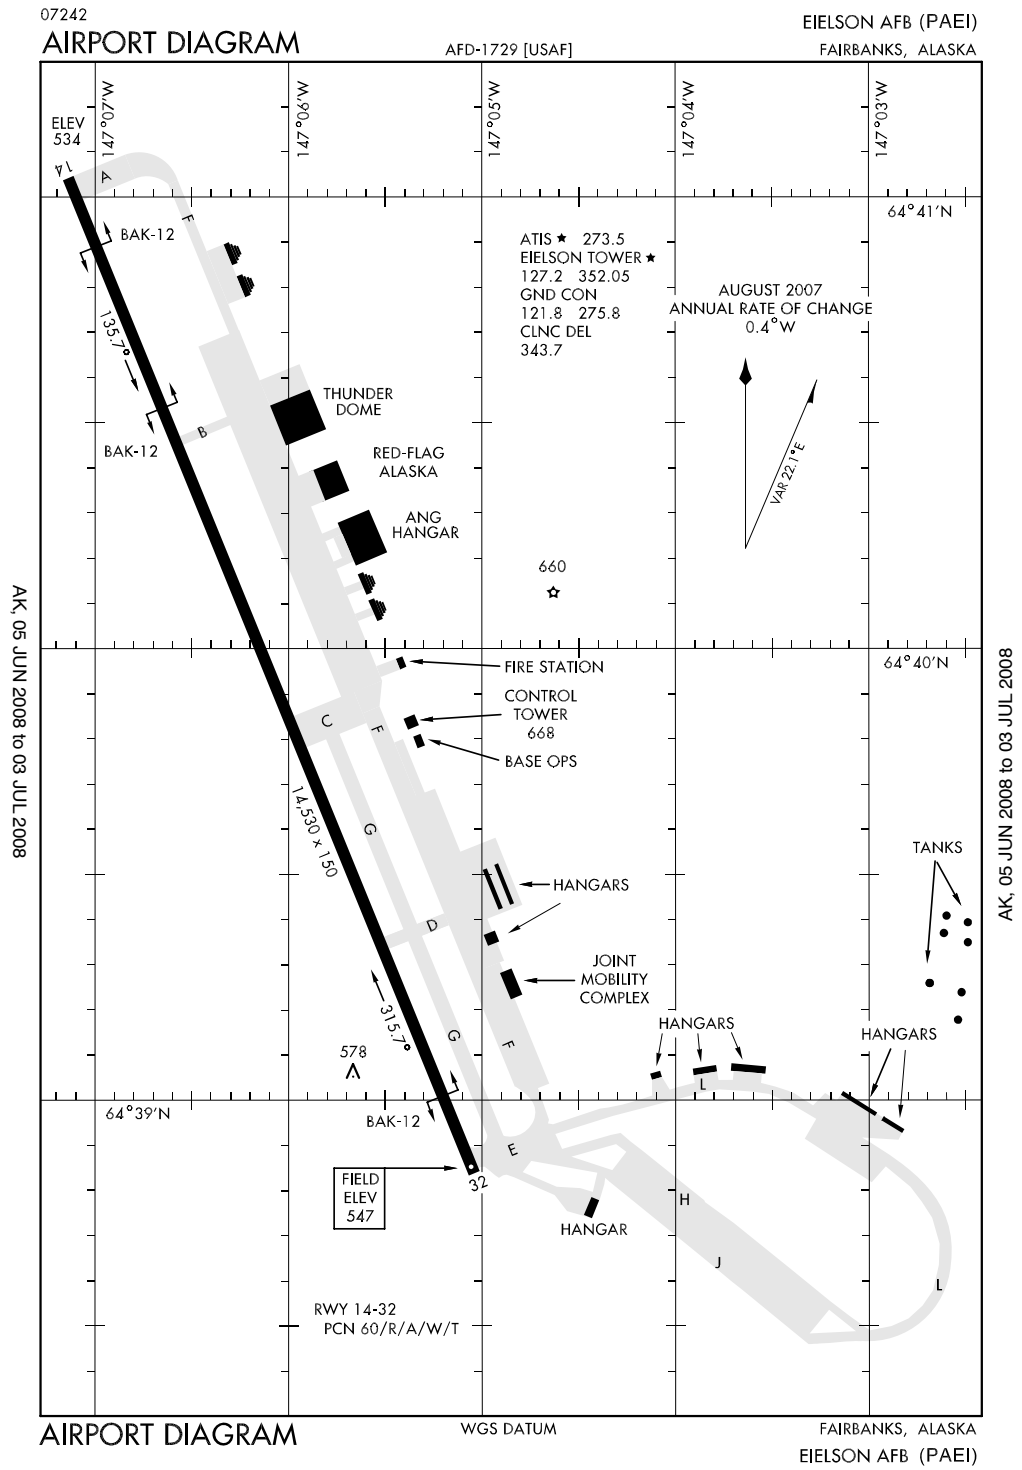 07242
AIRPORT DIAGRAM
AFD-1729 [USAF]
EIELSON AFB (PAEI)
FAIRBANKS, ALASKA
147°07'W
147°06'W
147°05'W
147°04'W
147°03'W
ELEV
534
14
A
F
64°41'N
BAK-12
ATIS ★ 273.5
EIELSON TOWER ★
127.2 352.05
GND CON
121.8 275.8
CLNC DEL
343.7
AUGUST 2007
ANNUAL RATE OF CHANGE
0.4°W
VAR 22.1°E
135.7°
BAK-12
B
THUNDER
DOME
RED-FLAG
ALASKA
ANG
HANGAR
660
AK, 05 JUN 2008 to 03 JUL 2008
AK, 05 JUN 2008 to 03 JUL 2008
64°40'N
FIRE STATION
CONTROL
TOWER
668
BASE OPS
C
F
14,530 x 150
G
HANGARS
TANKS
D
JOINT
MOBILITY
COMPLEX
315.7°
G
F
HANGARS
L
HANGARS
578
64°39'N
BAK-12
E
FIELD
ELEV
547
32
HANGAR
H
J
L
RWY 14-32
PCN 60/R/A/W/T
AIRPORT DIAGRAM
WGS DATUM
FAIRBANKS, ALASKA
EIELSON AFB (PAEI)